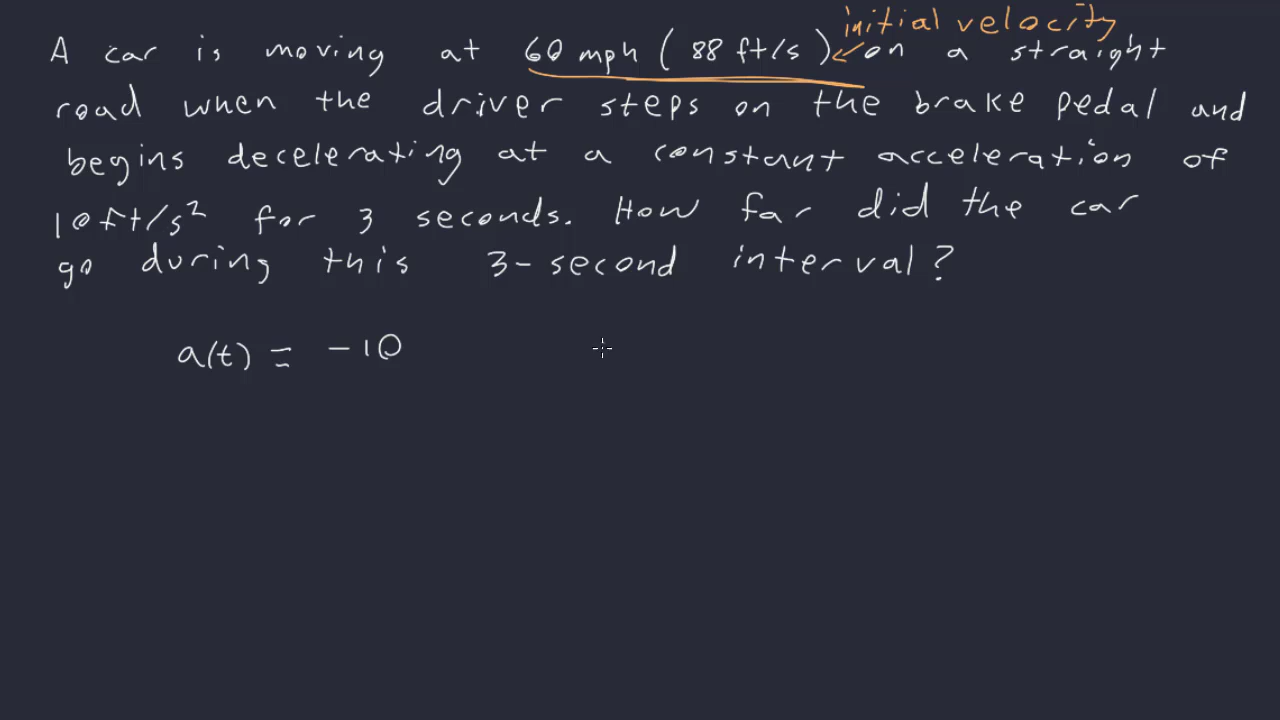 initial velocity
A car is moving at 60 mph (88 ft/s) on a straight
road when the driver steps on the brake pedal and
begins decelerating at a constant acceleration of
10ft/s² for 3 seconds. How far did the car
go during this 3-second interval?
a(t) = -10